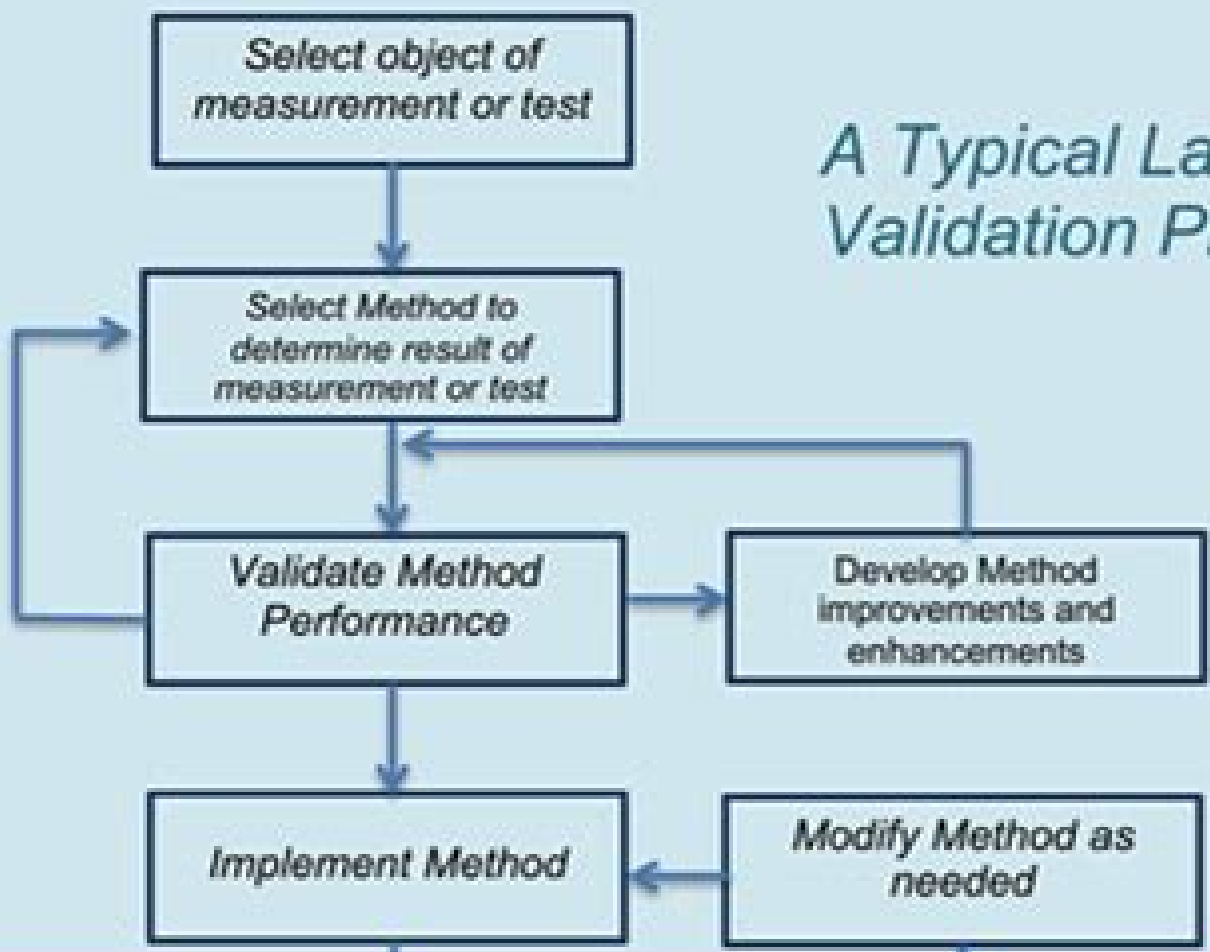 Select object of
measurement or test
A Typical La
Validation P
Select Method to
determine result of
measurement or test
Validate Method
Performance
Develop Method
improvements and
enhancements
Implement Method
Modify Method as
needed